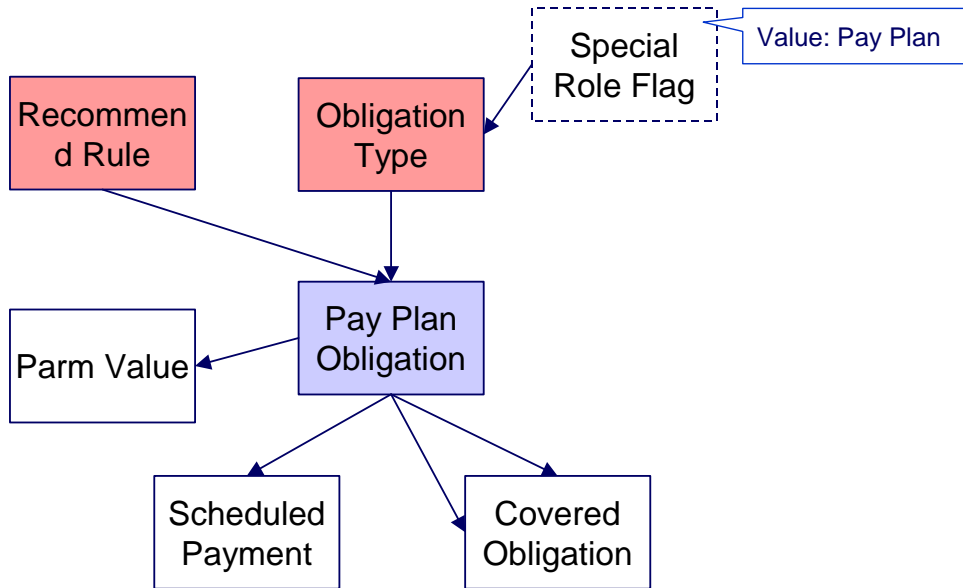 Special
Role Flag
Value: Pay Plan
Recommen
d Rule
Obligation
Type
Pay Plan
Obligation
Parm Value
Scheduled
Payment
Covered
Obligation